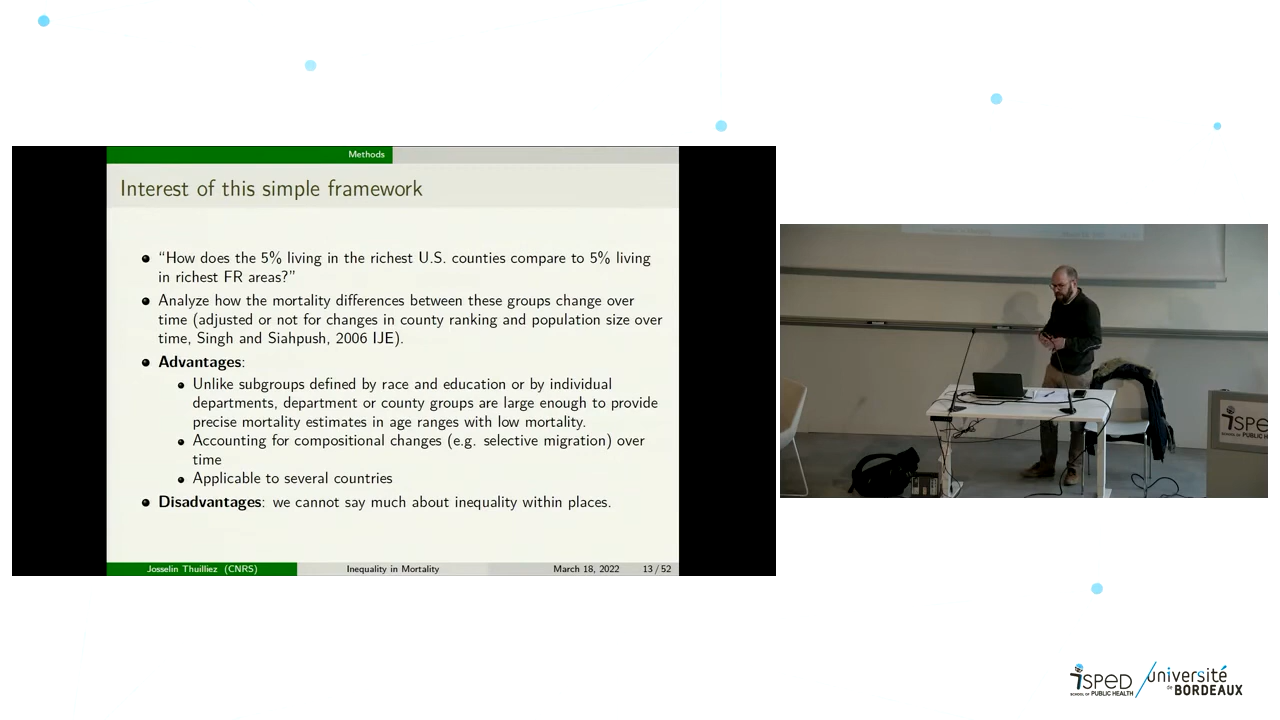 Methods
Interest of this simple framework
“How does the 5% living in the richest U.S. counties compare to 5% living
in richest FR areas?”
Analyze how the mortality differences between these groups change over
time (adjusted or not for changes in county ranking and population size over
time, Singh and Siahpush, 2006 IJE).
Advantages:
Unlike subgroups defined by race and education or by individual
departments, department or county groups are large enough to provide
precise mortality estimates in age ranges with low mortality.
Accounting for compositional changes (e.g. selective migration) over
time
Applicable to several countries
Disadvantages: we cannot say much about inequality within places.
Josselin Thuilliez (CNRS) Inequality in Mortality March 18, 2022 13 / 52
iSPED
SCHOOL OF PUBLIC HEALTH
université
de BORDEAUX